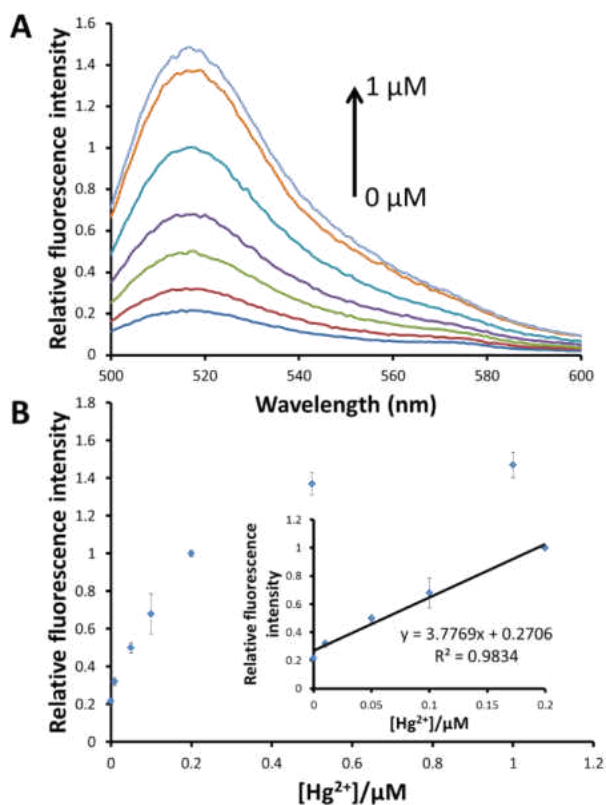 A
Relative fluorescence intensity
1.6
1.4
1.2
1
0.8
0.6
0.4
0.2
0
1 µM
0 µM
500 520 540 560 580 600
Wavelength (nm)
B
Relative fluorescence intensity
1.8
1.6
1.4
1.2
1
0.8
0.6
0.4
0.2
0
Relative fluorescence
intensity
1.2
1
0.8
0.6
0.4
0.2
0
y = 3.7769x + 0.2706
R² = 0.9834
0 0.05 0.1 0.15 0.2
[Hg²⁺]/µM
0 0.2 0.4 0.6 0.8 1 1.2
[Hg²⁺]/µM